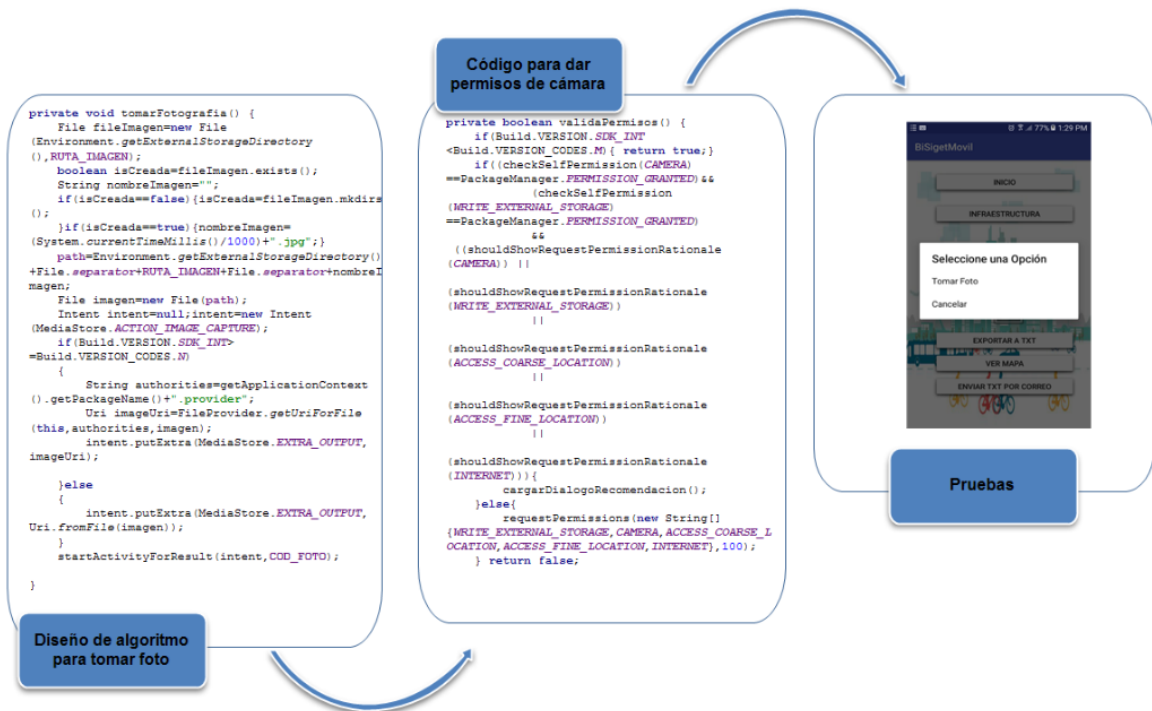 private void tomarFotografia() {
File fileImagen=new File
(Environment.getExternalStorageDirectory
(),RUTA_IMAGEN);
boolean isCreada=fileImagen.exists();
String nombreImagen="";
if(isCreada==false){isCreada=fileImagen.mkdirs
();
}if(isCreada==true){nombreImagen=
(System.currentTimeMillis()/1000)+".jpg";}
path=Environment.getExternalStorageDirectory()
+File.separator+RUTA_IMAGEN+File.separator+nombreI
magen;
File imagen=new File(path);
Intent intent=null;intent=new Intent
(MediaStore.ACTION_IMAGE_CAPTURE);
if(Build.VERSION.SDK_INT>
=Build.VERSION_CODES.N)
{
String authorities=getApplicationContext
().getPackageName()+".provider";
Uri imageUri=FileProvider.getUriForFile
(this,authorities,imagen);
intent.putExtra(MediaStore.EXTRA_OUTPUT,
imageUri);
}else
{
intent.putExtra(MediaStore.EXTRA_OUTPUT,
Uri.fromFile(imagen));
}
startActivityForResult(intent,COD_FOTO);
}
Diseño de algoritmo
para tomar foto
Código para dar
permisos de cámara
private boolean validaPermisos() {
if(Build.VERSION.SDK_INT
<Build.VERSION_CODES.M){ return true;}
if((checkSelfPermission(CAMERA)
==PackageManager.PERMISSION_GRANTED)&&
(checkSelfPermission
(WRITE_EXTERNAL_STORAGE)
==PackageManager.PERMISSION_GRANTED)
&&
((shouldShowRequestPermissionRationale
(CAMERA)) ||
(shouldShowRequestPermissionRationale
(WRITE_EXTERNAL_STORAGE))
||
(shouldShowRequestPermissionRationale
(ACCESS_COARSE_LOCATION))
||
(shouldShowRequestPermissionRationale
(ACCESS_FINE_LOCATION))
||
(shouldShowRequestPermissionRationale
(INTERNET))){
cargarDialogoRecomendacion();
}else{
requestPermissions(new String[]
{WRITE_EXTERNAL_STORAGE,CAMERA,ACCESS_COARSE_L
OCATION,ACCESS_FINE_LOCATION,INTERNET},100);
} return false;
77% 1:29 PM
BiSigetMovil
INICIO
INFRAESTRUCTURA
Seleccione una Opción
Tomar Foto
Cancelar
EXPORTAR A TXT
VER MAPA
ENVIAR TXT POR CORREO
Pruebas